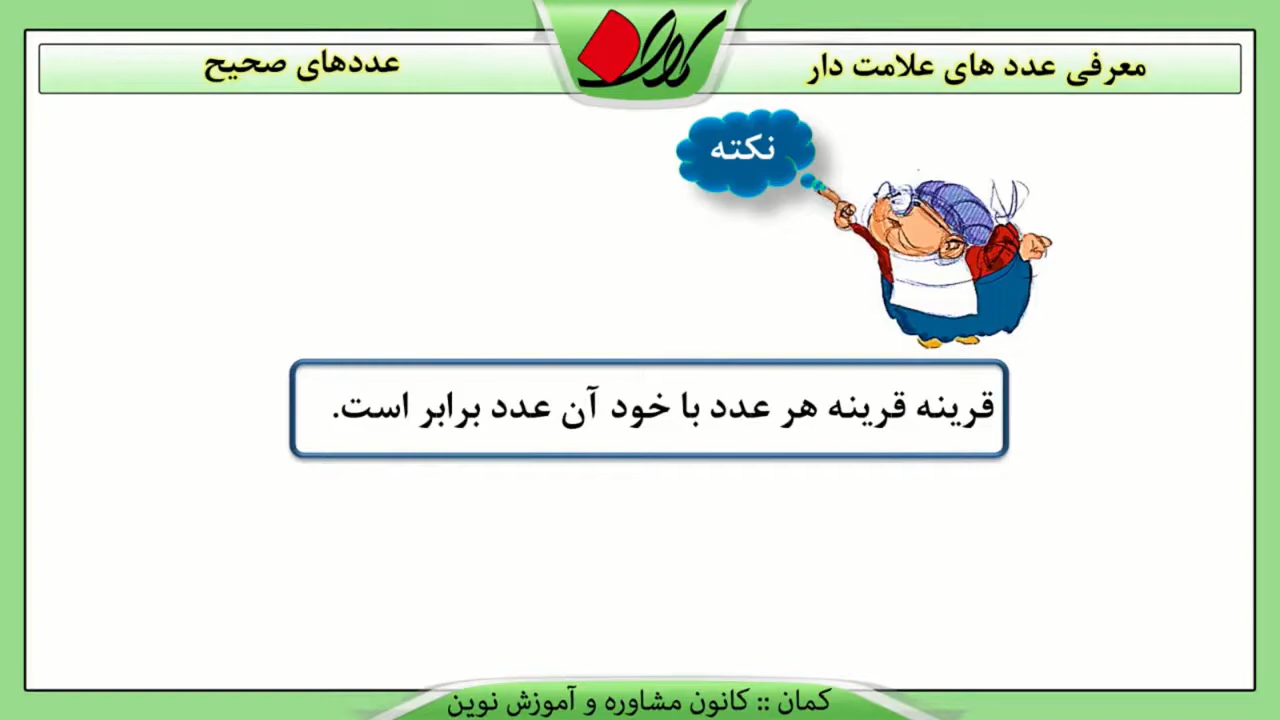 معرفی عدد های علامت دار
عددهای صحیح
کمان
نکته
قرینه قرینه هر عدد با خود آن عدد برابر است.
کمان :: کانون مشاوره و آموزش نوین